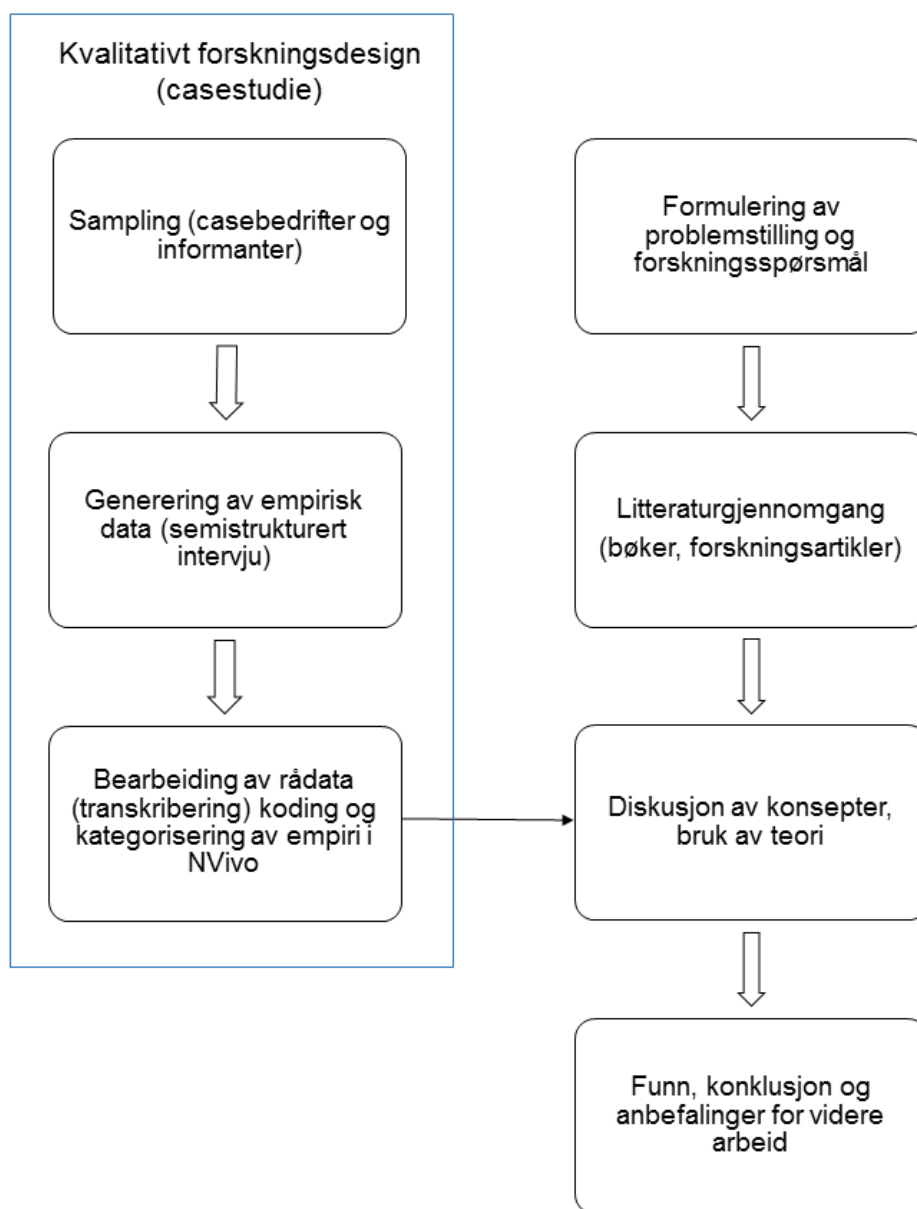 Kvalitativt forskningsdesign
(casestudie)
Sampling (casebedrifter og
informanter)
Generering av empirisk
data (semistrukturert
intervju)
Bearbeiding av rådata
(transkribering) koding og
kategorisering av empiri i
NVivo
Formulering av
problemstilling og
forskningsspørsmål
Litteraturgjennomgang
(bøker, forskningsartikler)
Diskusjon av konsepter,
bruk av teori
Funn, konklusjon og
anbefalinger for videre
arbeid